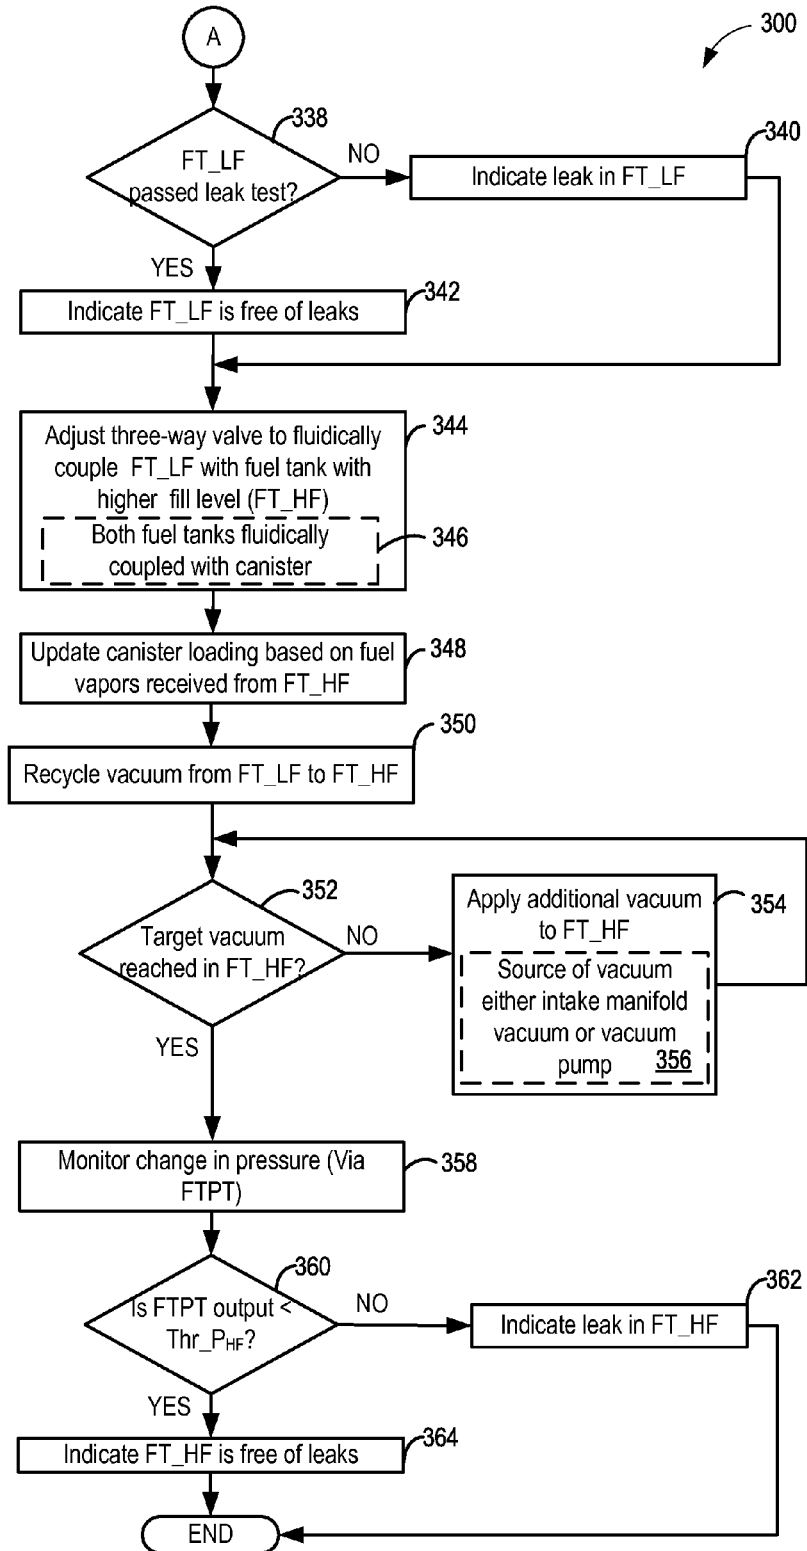 A
300
338
FT_LF
passed leak test?
NO
340
Indicate leak in FT_LF
YES
342
Indicate FT_LF is free of leaks
344
Adjust three-way valve to fluidically
couple FT_LF with fuel tank with
higher fill level (FT_HF)
346
Both fuel tanks fluidically
coupled with canister
348
Update canister loading based on fuel
vapors received from FT_HF
350
Recycle vacuum from FT_LF to FT_HF
352
Target vacuum
reached in FT_HF?
NO
354
Apply additional vacuum
to FT_HF
Source of vacuum
either intake manifold
vacuum or vacuum
pump 356
YES
358
Monitor change in pressure (Via
FTPT)
360
Is FTPT output <
Thr_PHF?
NO
362
Indicate leak in FT_HF
YES
364
Indicate FT_HF is free of leaks
END